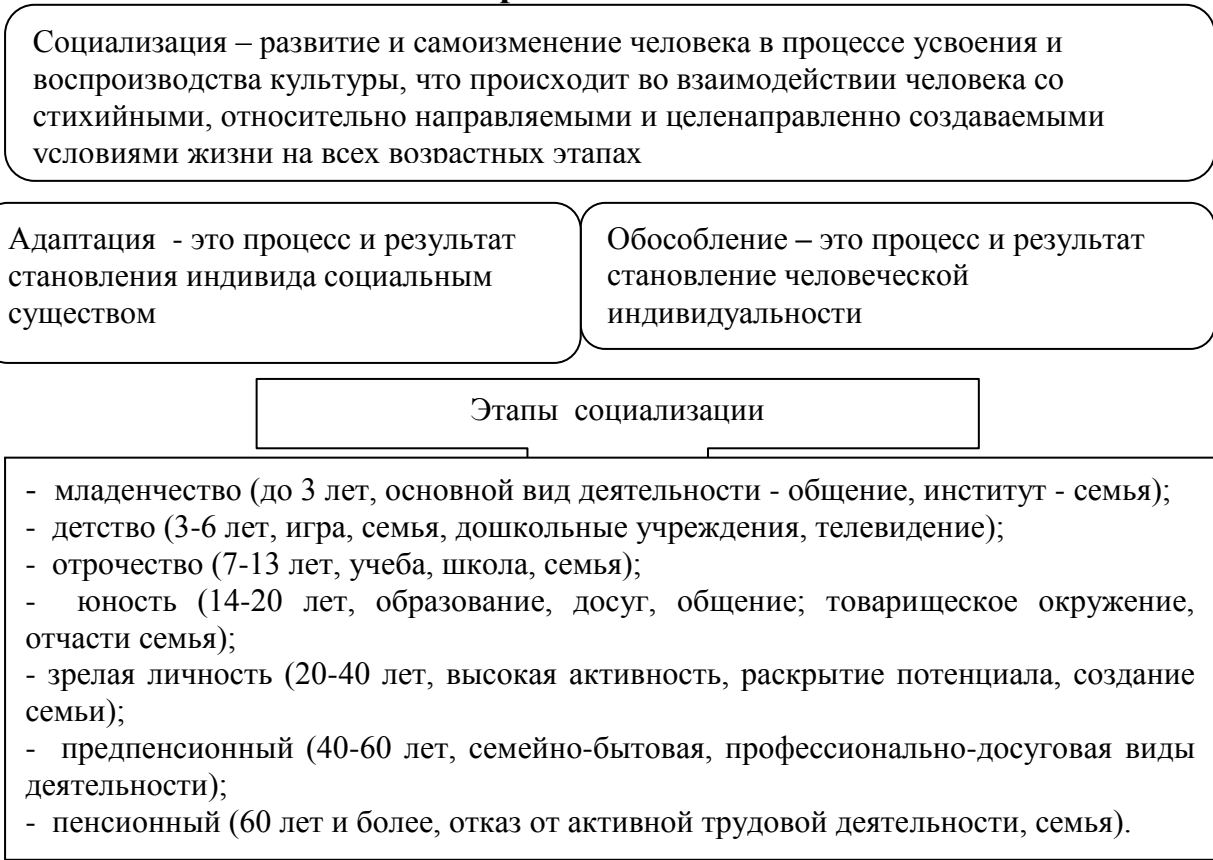 Социализация – развитие и самоизменение человека в процессе усвоения и
воспроизводства культуры, что происходит во взаимодействии человека со
стихийными, относительно направляемыми и целенаправленно создаваемыми
условиями жизни на всех возрастных этапах
Адаптация - это процесс и результат
становления индивида социальным
существом
Обособление – это процесс и результат
становление человеческой
индивидуальности
Этапы социализации
- младенчество (до 3 лет, основной вид деятельности - общение, институт - семья);
- детство (3-6 лет, игра, семья, дошкольные учреждения, телевидение);
- отрочество (7-13 лет, учеба, школа, семья);
- юность (14-20 лет, образование, досуг, общение; товарищеское окружение,
отчасти семья);
- зрелая личность (20-40 лет, высокая активность, раскрытие потенциала, создание
семьи);
- предпенсионный (40-60 лет, семейно-бытовая, профессионально-досуговая виды
деятельности);
- пенсионный (60 лет и более, отказ от активной трудовой деятельности, семья).